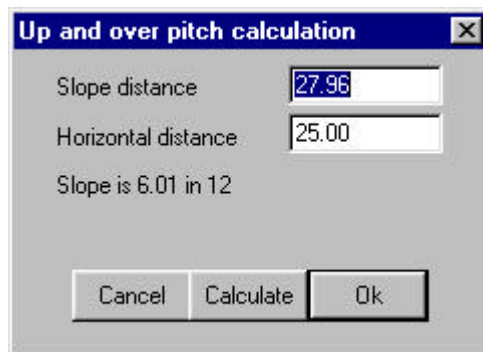 Up and over pitch calculation
Slope distance 27.96
Horizontal distance 25.00
Slope is 6.01 in 12
Cancel Calculate Ok